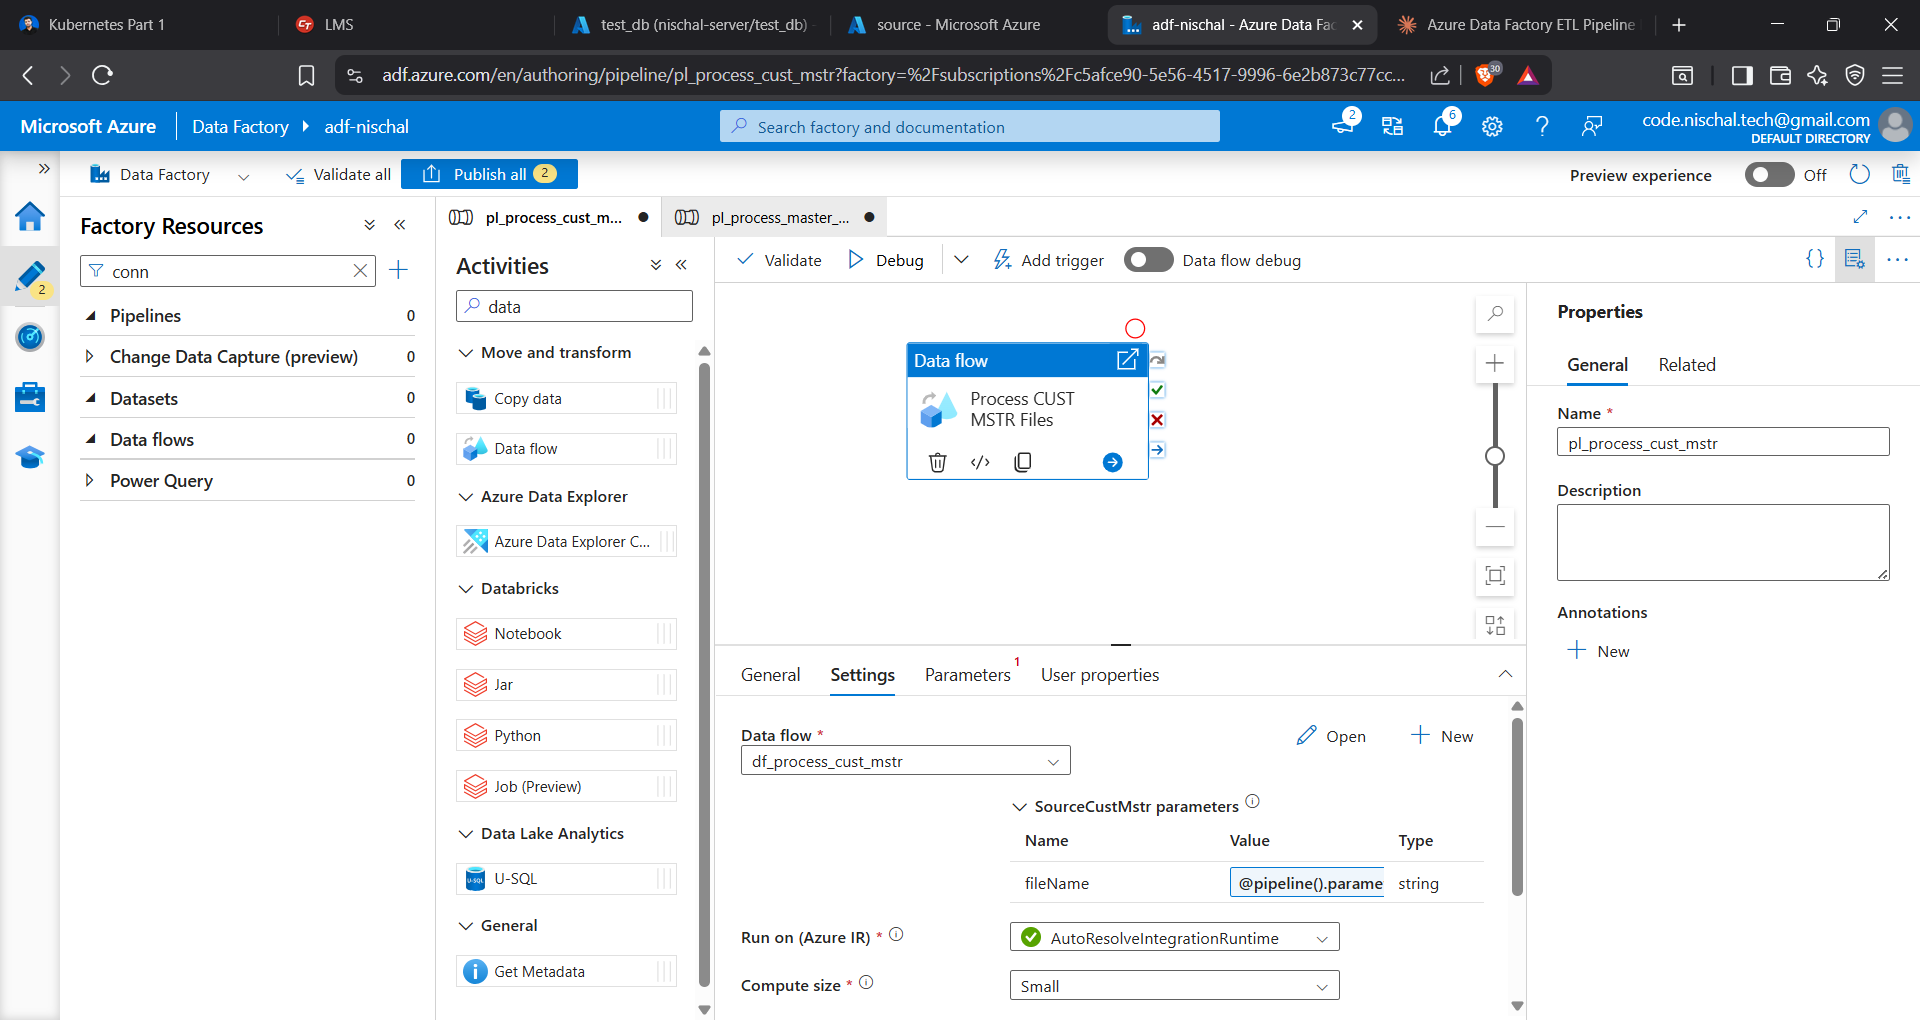 Kubernetes Part 1
LMS
test_db (nischal-server/test_db)
source - Microsoft Azure
adf-nischal - Azure Data Fac
Azure Data Factory ETL Pipeline
adf.azure.com/en/authoring/pipeline/pl_process_cust_mstr?factory=%2Fsubscriptions%2Fc5afce90-5e56-4517-9996-6e2b873c77cc...
30
Microsoft Azure
Data Factory
adf-nischal
Search factory and documentation
2
6
code.nischal.tech@gmail.com
DEFAULT DIRECTORY
Data Factory
Validate all
Publish all 2
Preview experience
Off
2
Factory Resources
conn
Pipelines 0
Change Data Capture (preview) 0
Datasets 0
Data flows 0
Power Query 0
pl_process_cust_m...
pl_process_master_...
Activities
data
Move and transform
Copy data
Data flow
Azure Data Explorer
Azure Data Explorer C...
Databricks
Notebook
Jar
Python
Job (Preview)
Data Lake Analytics
U-SQL
General
Get Metadata
Validate
Debug
Add trigger
Data flow debug
Data flow
Process CUST
MSTR Files
General
Settings
Parameters 1
User properties
Data flow *
df_process_cust_mstr
Open
New
SourceCustMstr parameters
Name Value Type
fileName @pipeline().parame string
Run on (Azure IR) * AutoResolveIntegrationRuntime
Compute size * Small
Properties
General
Related
Name *
pl_process_cust_mstr
Description
Annotations
New